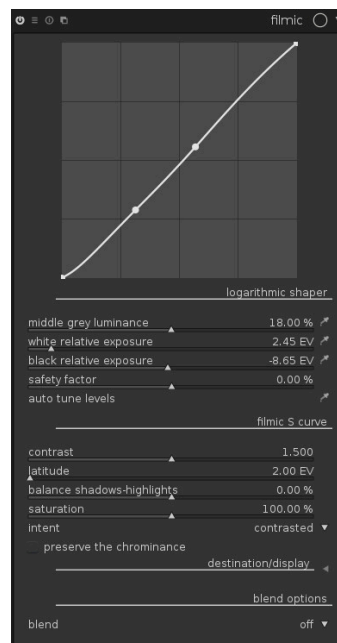 filmic
logarithmic shaper
middle grey luminance 18.00 %
white relative exposure 2.45 EV
black relative exposure -8.65 EV
safety factor 0.00 %
auto tune levels
filmic S curve
contrast 1.500
latitude 2.00 EV
balance shadows-highlights 0.00 %
saturation 100.00 %
intent contrasted
preserve the chrominance
destination/display
blend options
blend off